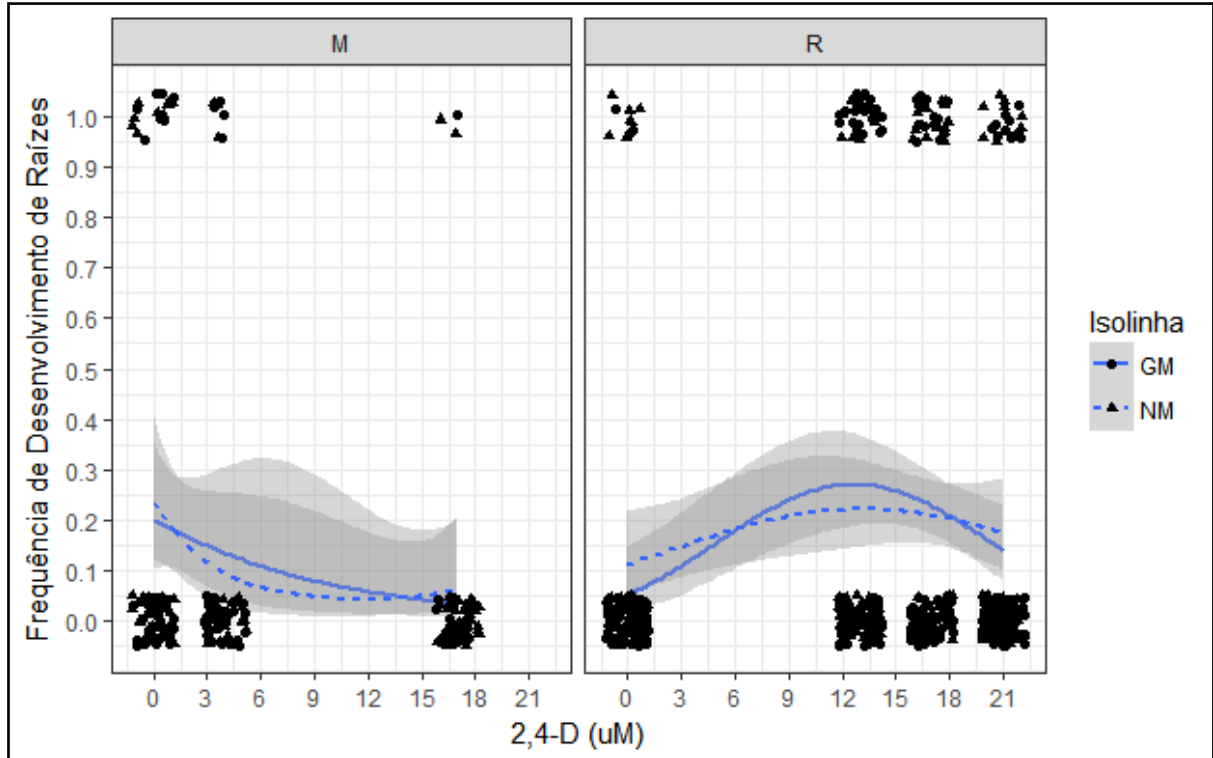 M
R
Frequência de Desenvolvimento de Raízes
1.0
0.9
0.8
0.7
0.6
0.5
0.4
0.3
0.2
0.1
0.0
0 3 6 9 12 15 18 21
0 3 6 9 12 15 18 21
2,4-D (uM)
Isolinha
GM
NM